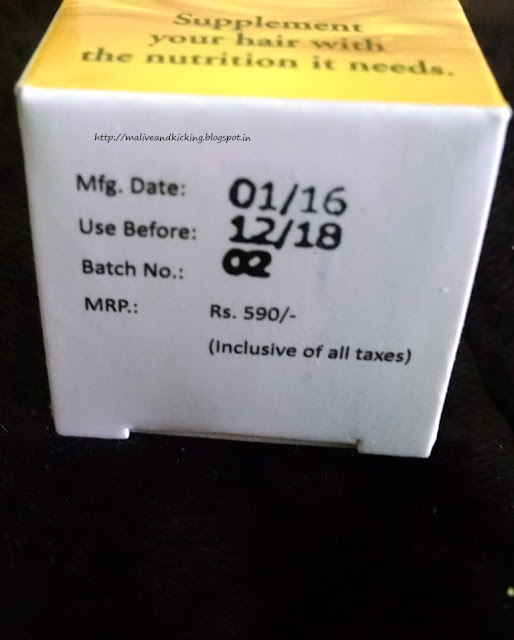 Supplement
your hair with
the nutrition it needs.
http://maliveandkicking.blogspot.in
Mfg. Date: 01/16
Use Before: 12/18
Batch No.: 02
MRP.: Rs. 590/-
(Inclusive of all taxes)